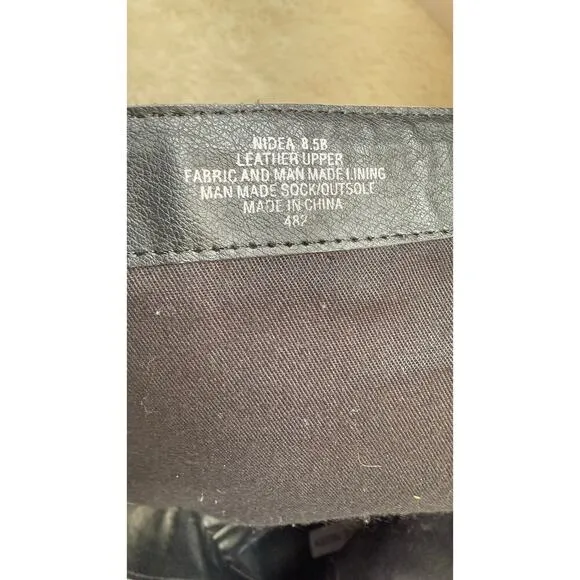 NIDEA 8.5B
LEATHER UPPER
FABRIC AND MAN MADE LINING
MAN MADE SOCK/OUTSOLE
MADE IN CHINA
482